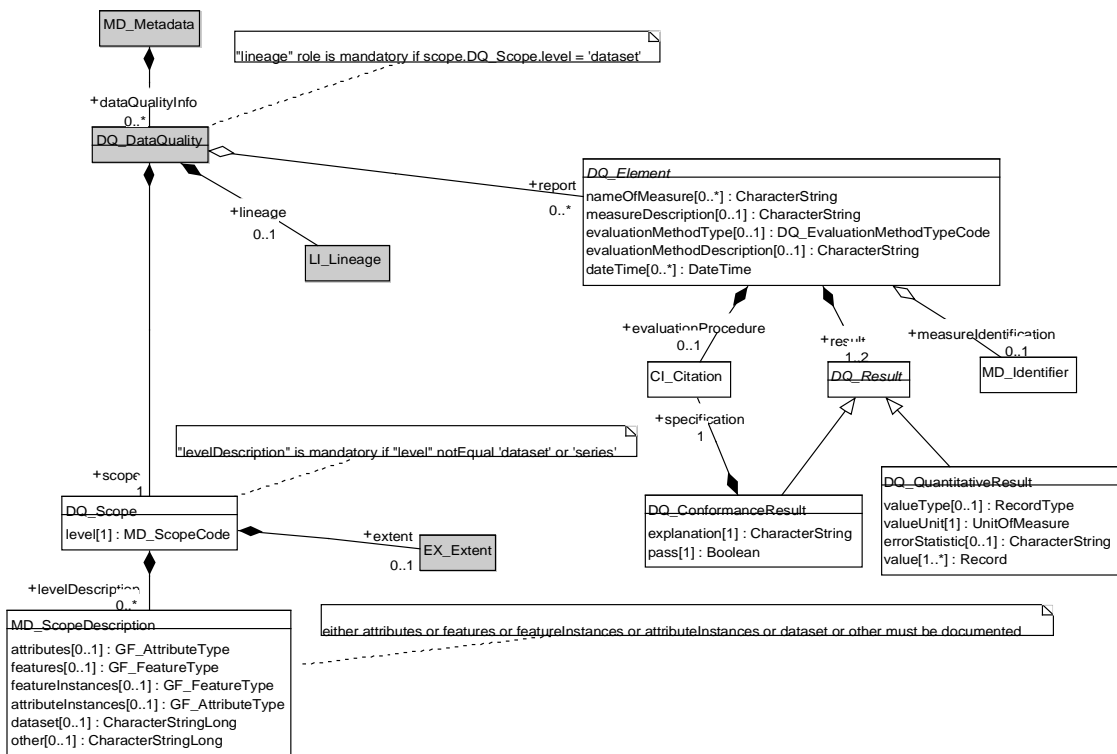 MD_Metadata
"lineage" role is mandatory if scope.DQ_Scope.level = 'dataset'
+dataQualityInfo
0..*
DQ_DataQuality
DQ_Element
+report
nameOfMeasure[0..*] : CharacterString
0..*
measureDescription[0..1] : CharacterString
evaluationMethodType[0..1] : DQ_EvaluationMethodTypeCode
evaluationMethodDescription[0..1] : CharacterString
dateTime[0..*] : DateTime
+lineage
0..1
LI_Lineage
+evaluationProcedure
0..1
+result
1..2
+measureIdentification
0..1
CI_Citation
DQ_Result
MD_Identifier
+specification
1
"levelDescription" is mandatory if "level" notEqual 'dataset' or 'series'
+scope
1
DQ_Scope
level[1] : MD_ScopeCode
+extent
0..1
EX_Extent
DQ_ConformanceResult
explanation[1] : CharacterString
pass[1] : Boolean
DQ_QuantitativeResult
valueType[0..1] : RecordType
valueUnit[1] : UnitOfMeasure
errorStatistic[0..1] : CharacterString
value[1..*] : Record
+levelDescription
0..*
MD_ScopeDescription
attributes[0..1] : GF_AttributeType
features[0..1] : GF_FeatureType
featureInstances[0..1] : GF_FeatureType
attributeInstances[0..1] : GF_AttributeType
dataset[0..1] : CharacterStringLong
other[0..1] : CharacterStringLong
either attributes or features or featureInstances or attributeInstances or dataset or other must be documented